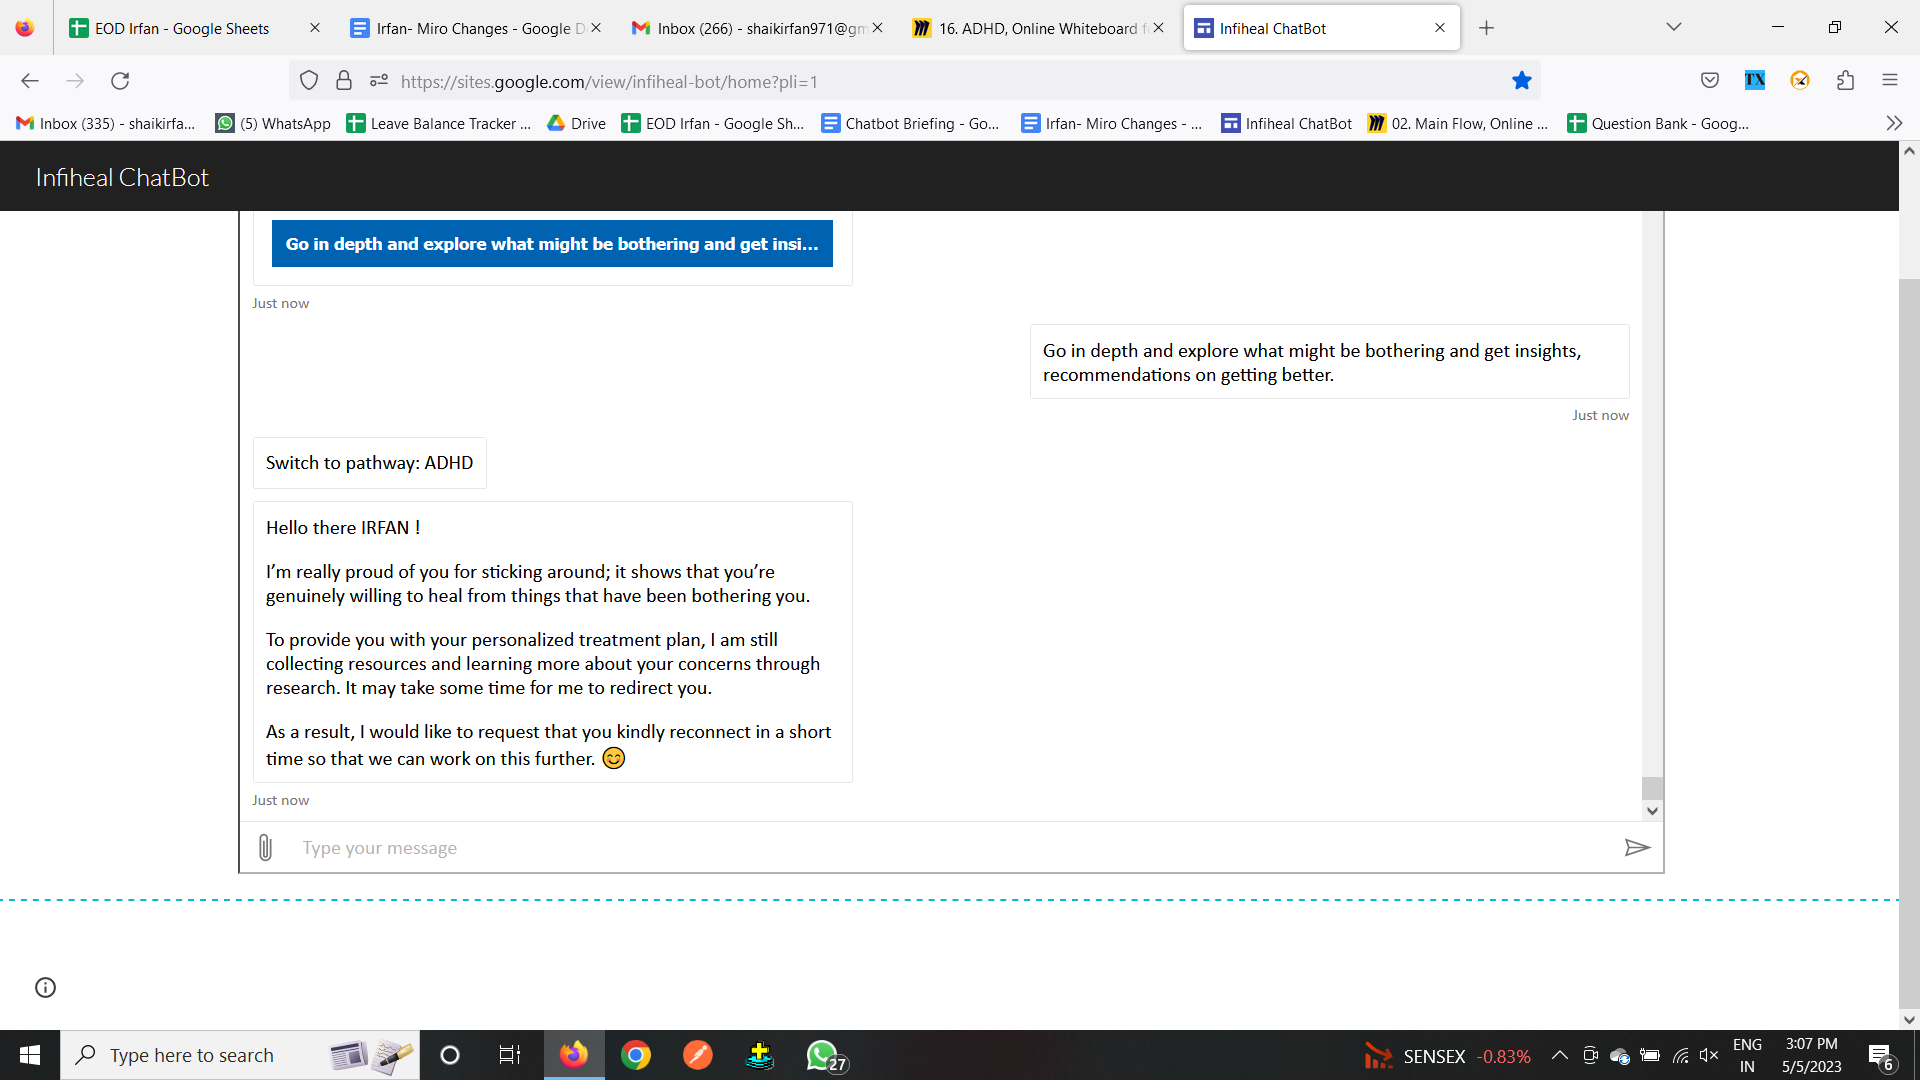 EOD Irfan - Google Sheets
Irfan- Miro Changes - Google D
Inbox (266) - shaikirfan971@gm
16. ADHD, Online Whiteboard f
Infiheal ChatBot
https://sites.google.com/view/infiheal-bot/home?pli=1
TX
Inbox (335) - shaikirfa...
(5) WhatsApp
Leave Balance Tracker ...
Drive
EOD Irfan - Google Sh...
Chatbot Briefing - Go...
Irfan- Miro Changes - ...
Infiheal ChatBot
02. Main Flow, Online ...
Question Bank - Goog...
Infiheal ChatBot
Go in depth and explore what might be bothering and get insi...
Just now
Go in depth and explore what might be bothering and get insights,
recommendations on getting better.
Just now
Switch to pathway: ADHD
Hello there IRFAN !
I’m really proud of you for sticking around; it shows that you’re
genuinely willing to heal from things that have been bothering you.
To provide you with your personalized treatment plan, I am still
collecting resources and learning more about your concerns through
research. It may take some time for me to redirect you.
As a result, I would like to request that you kindly reconnect in a short
time so that we can work on this further. 😊
Just now
Type your message
Type here to search
27
SENSEX -0.83%
ENG
IN
3:07 PM
5/5/2023
6